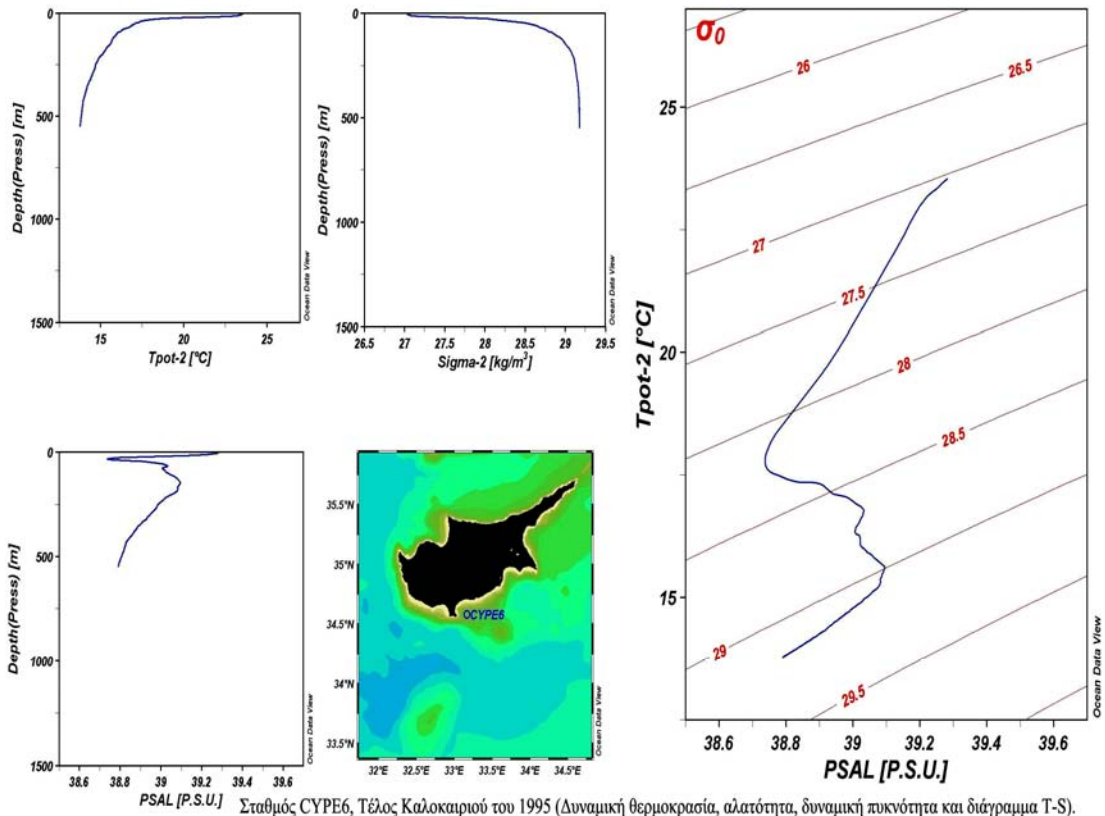 0
500
1000
1500
Depth(Press) [m]
15
20
25
Tpot-2 [°C]
Ocean Data View
0
500
1000
1500
Depth(Press) [m]
26.5
27
27.5
28
28.5
29
29.5
Sigma-2 [kg/m³]
Ocean Data View
σ₀
26
26.5
27
27.5
28
28.5
29
29.5
25
20
15
Tpot-2 [°C]
38.6
38.8
39
39.2
39.4
39.6
PSAL [P.S.U.]
Ocean Data View
0
500
1000
1500
Depth(Press) [m]
38.6
38.8
39
39.2
39.4
39.6
PSAL [P.S.U.]
Ocean Data View
35.5°N
35°N
34.5°N
34°N
33.5°N
OCYPE6
32°E
32.5°E
33°E
33.5°E
34°E
34.5°E
Ocean Data View
Σταθμός CYPE6, Τέλος Καλοκαιριού του 1995 (Δυναμική θερμοκρασία, αλατότητα, δυναμική πυκνότητα και διάγραμμα T-S).